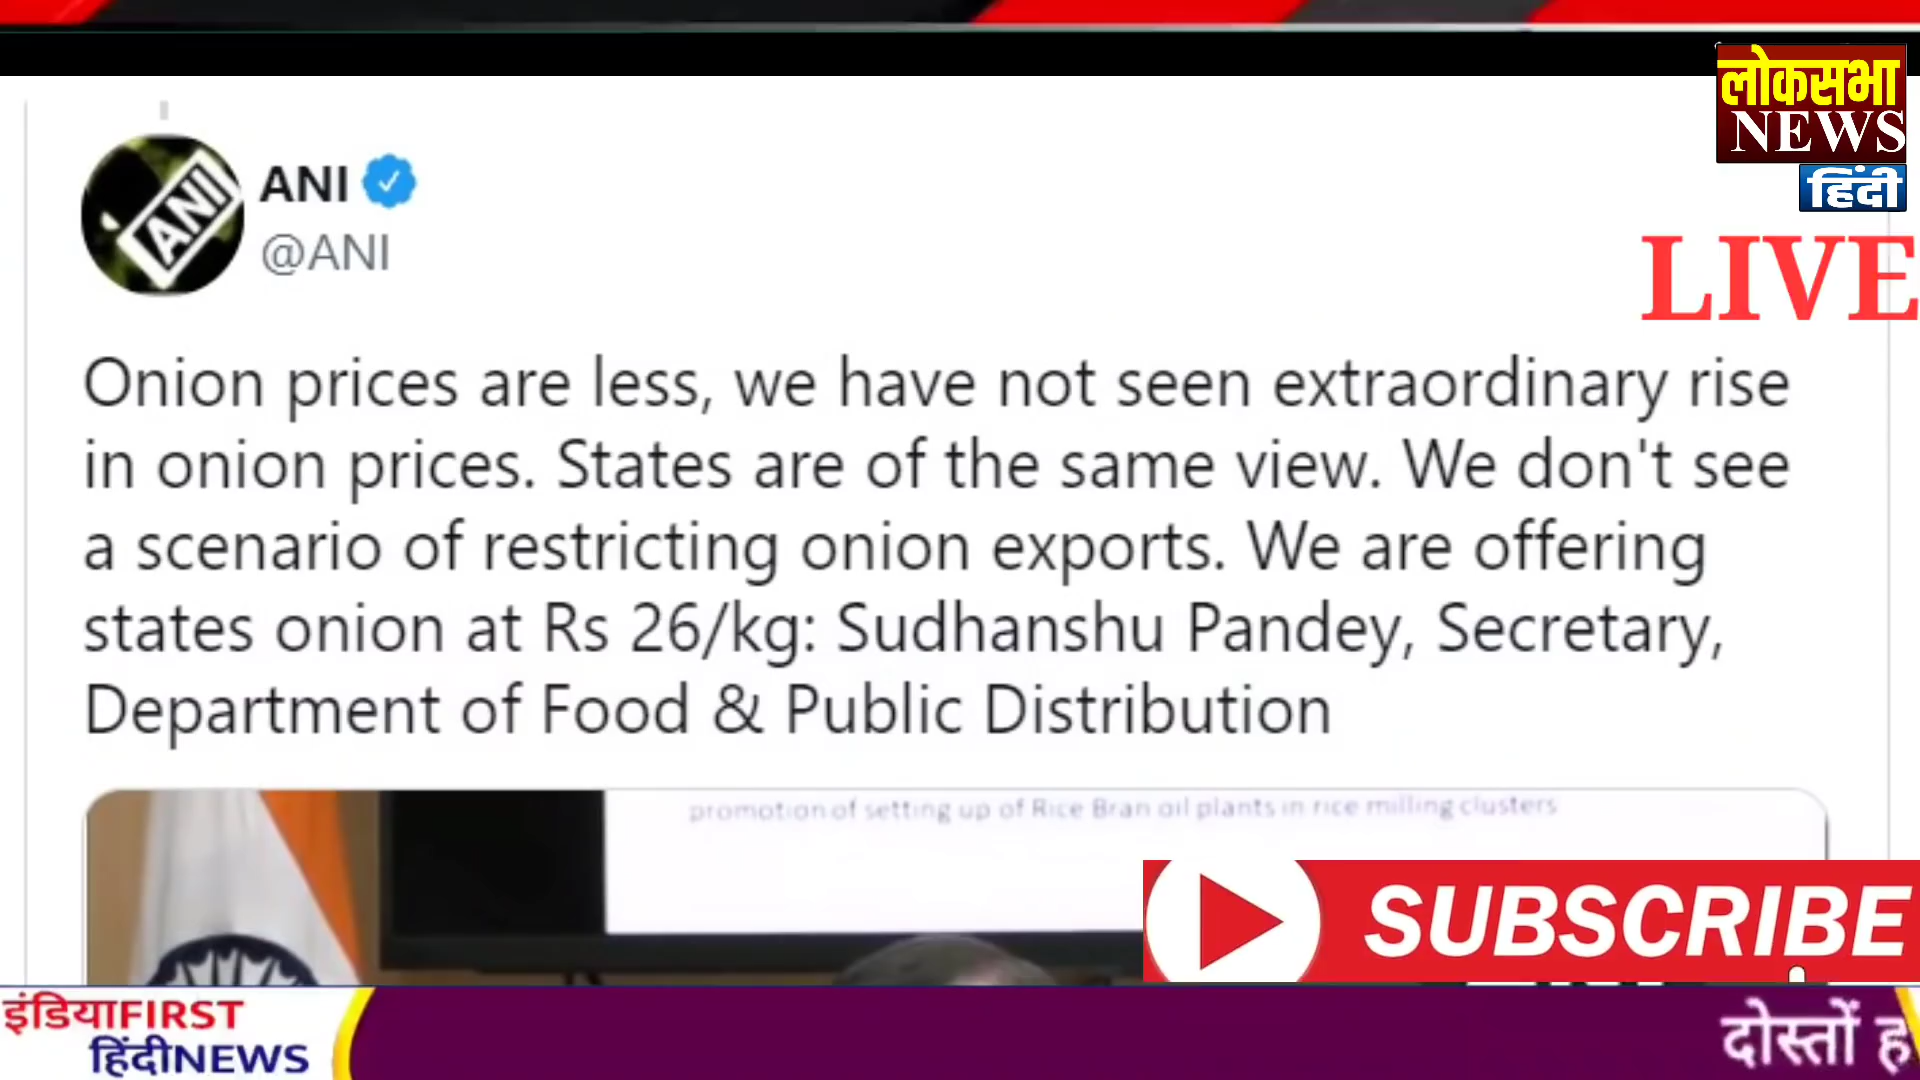 लोकसभा
NEWS
हिंदी
LIVE
ANI
ANI
@ANI
Onion prices are less, we have not seen extraordinary rise
in onion prices. States are of the same view. We don't see
a scenario of restricting onion exports. We are offering
states onion at Rs 26/kg: Sudhanshu Pandey, Secretary,
Department of Food & Public Distribution
promotion of setting up of Rice Bran oil plants in rice milling clusters
SUBSCRIBE
इंडियाFIRST
हिंदीNEWS
दोस्तों